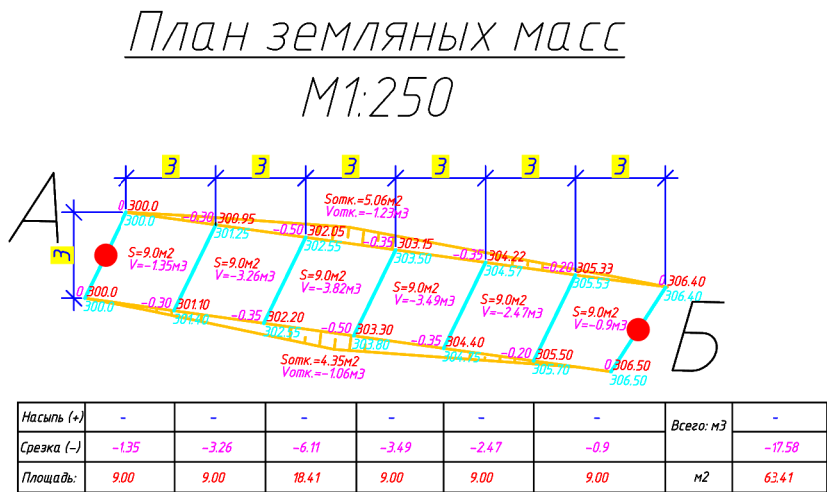 План земляных масс
М1:250
3 3 3 3 3 3
А
Sотк.=5.06м2
Vотк.=-1.23м3
0 300.0
300.0
-0.30 300.95
301.25
-0.50 302.05
302.55
-0.35 303.15
303.50
-0.35 304.22
304.57
-0.20 305.33
305.53
0 306.40
306.40
3
S=9.0м2
V=-1.35м3
S=9.0м2
V=-3.26м3
S=9.0м2
V=-3.82м3
S=9.0м2
V=-3.49м3
S=9.0м2
V=-2.47м3
S=9.0м2
V=-0.9м3
Б
0 300.0
300.0
-0.30 301.10
301.40
-0.35 302.20
302.55
-0.50 303.30
303.80
-0.35 304.40
304.75
-0.20 305.50
305.70
0 306.50
306.50
Sотк.=4.35м2
Vотк.=-1.06м3
Насыпь (+) - - - - - - Всего: м3 -
Срезка (-) -1.35 -3.26 -6.11 -3.49 -2.47 -0.9 -17.58
Площадь: 9.00 9.00 18.41 9.00 9.00 9.00 м2 63.41